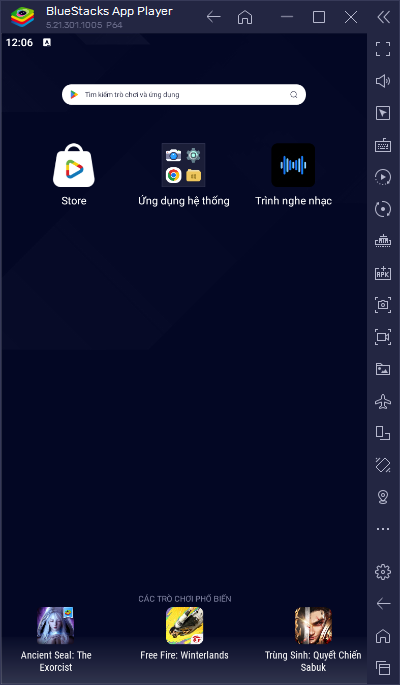 BlueStacks App Player
5.21.301.1005 P64
12:06
Tìm kiếm trò chơi và ứng dụng
Store
Ứng dụng hệ thống
Trình nghe nhạc
APK
CÁC TRÒ CHƠI PHỔ BIẾN
Ancient Seal: The
Exorcist
Free Fire: Winterlands
Trùng Sinh: Quyết Chiến
Sabuk